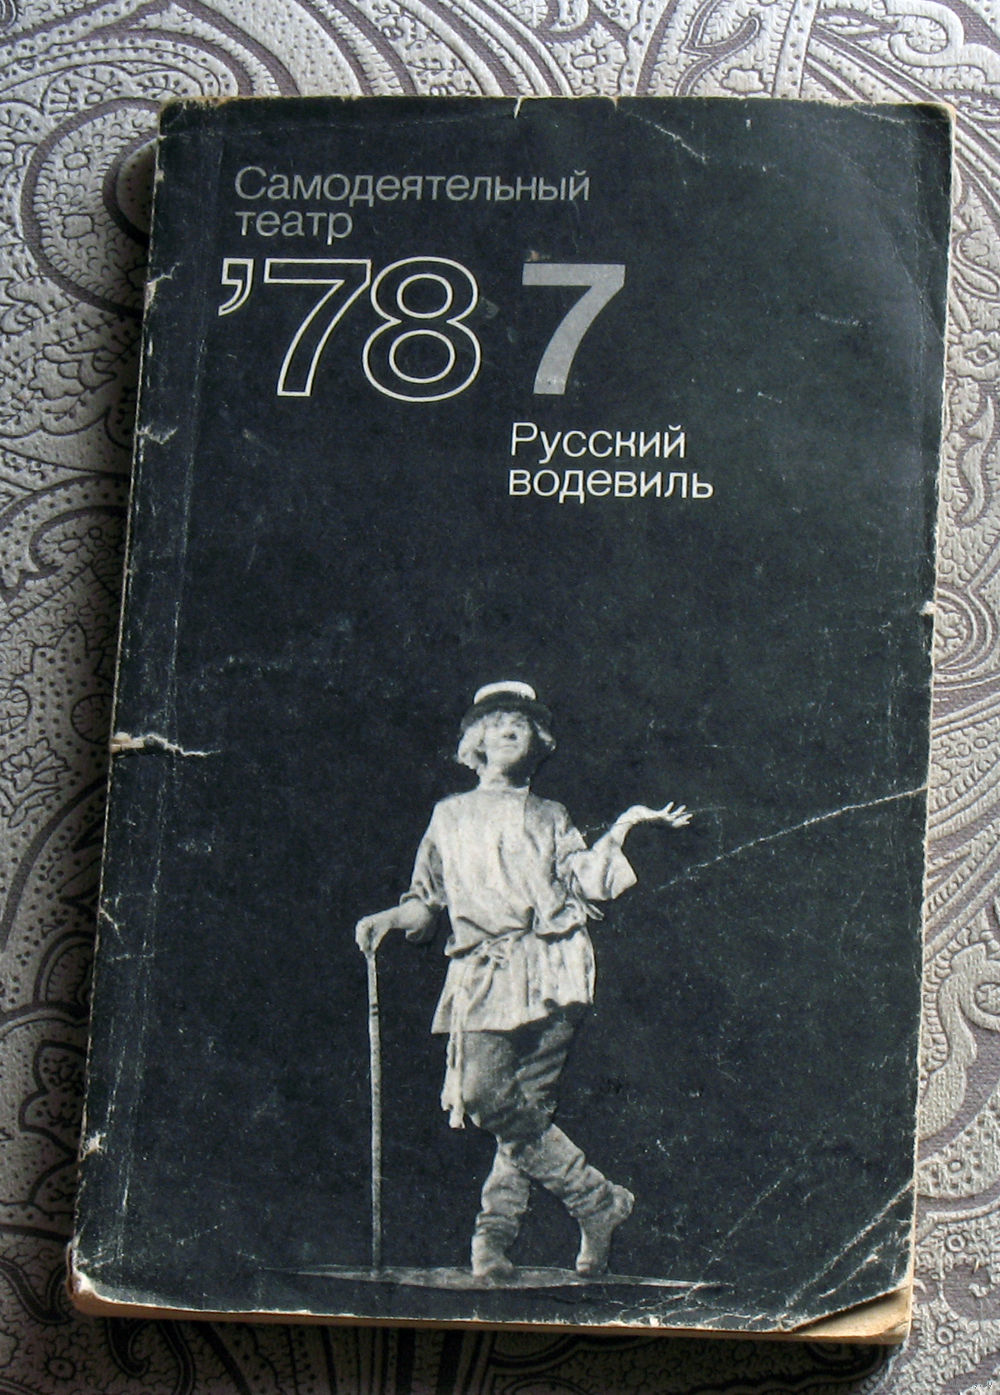 Самодеятельный
театр
'78 7
Русский
водевиль